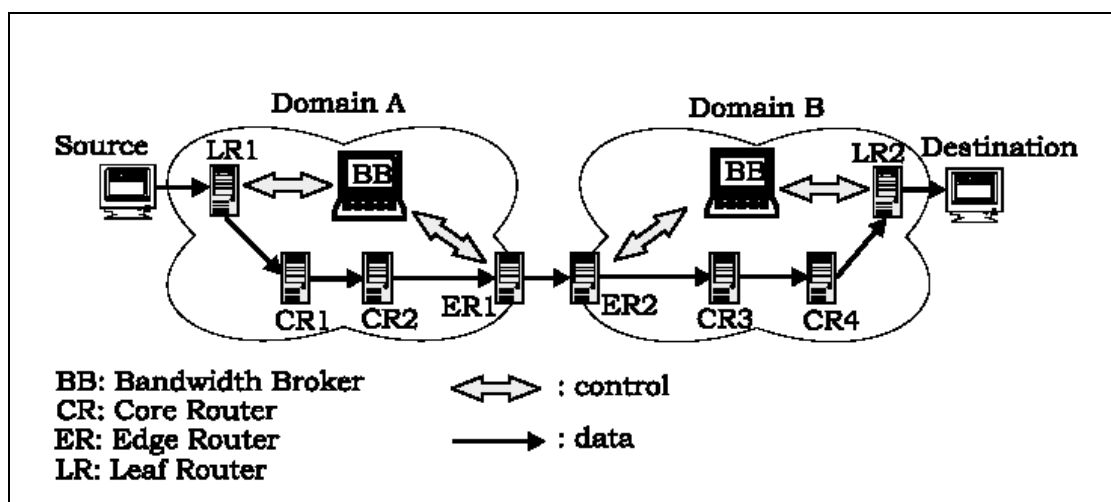 Domain A
Domain B
Source
LR1
BB
BB
LR2
Destination
CR1
CR2
ER1
ER2
CR3
CR4
BB: Bandwidth Broker
CR: Core Router
ER: Edge Router
LR: Leaf Router
: control
: data